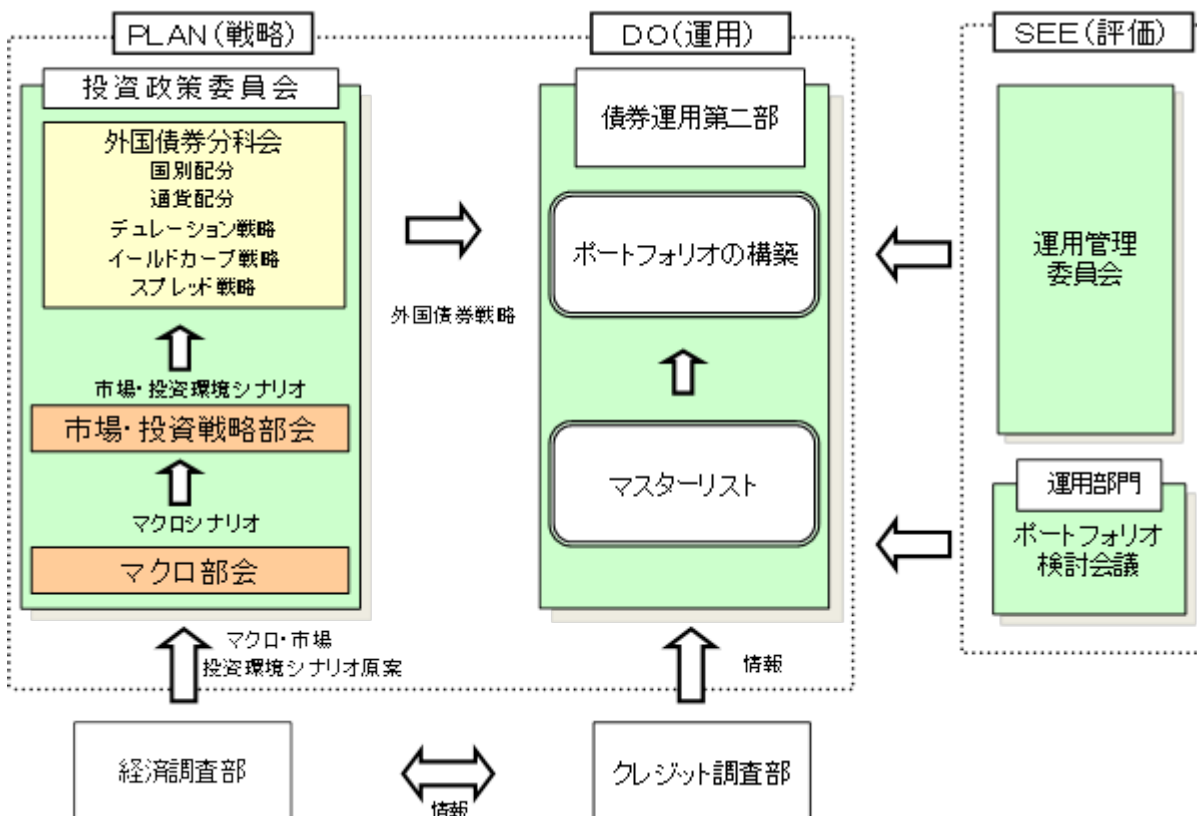 PLAN(戦略)
投資政策委員会
外国債券分科会
国別配分
通貨配分
デュレーション戦略
イールドカーブ戦略
スプレッド戦略
市場・投資環境シナリオ
市場・投資戦略部会
マクロシナリオ
マクロ部会
マクロ・市場
投資環境シナリオ原案
経済調査部
外国債券戦略
情報
DO(運用)
債券運用第二部
ポートフォリオの構築
マスターリスト
情報
クレジット調査部
SEE(評価)
運用管理
委員会
運用部門
ポートフォリオ
検討会議